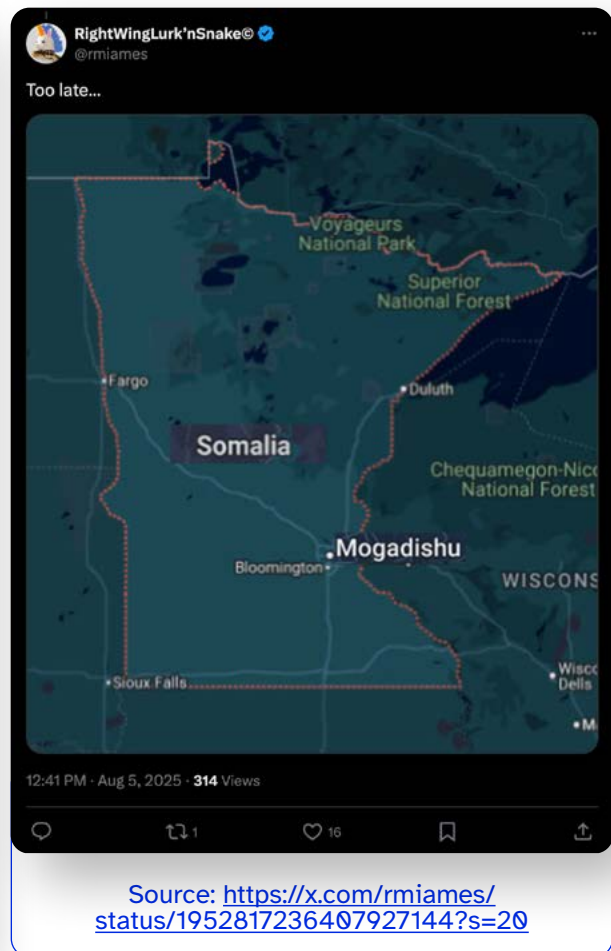 RightWingLurk'nSnake©
@rmiames
Too late...
Voyageurs
National Park
Superior
National Forest
Fargo
Duluth
Somalia
Chequamegon-Nico
National Forest
Mogadishu
Bloomington
WISCONS
Sioux Falls
Wisco
Dells
M
12:41 PM · Aug 5, 2025 · 314 Views
1
16
Source: https://x.com/rmiames/
status/1952817236407927144?s=20